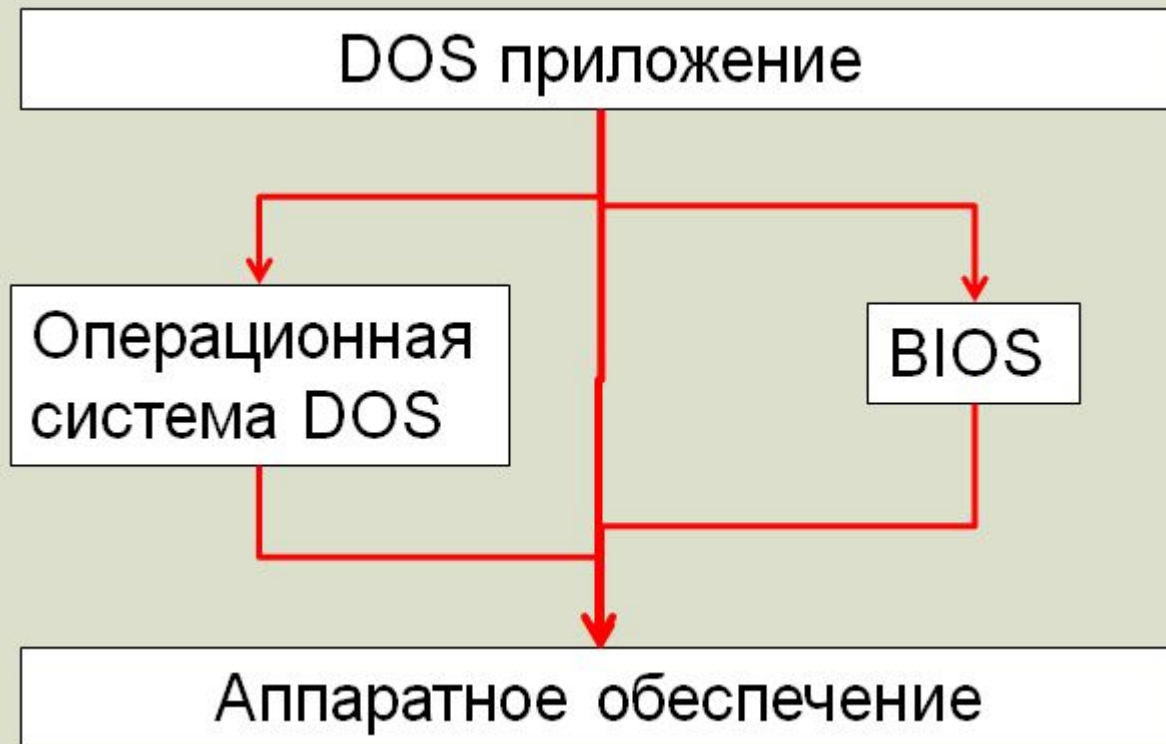 DOS приложение
Операционная
система DOS
BIOS
Аппаратное обеспечение